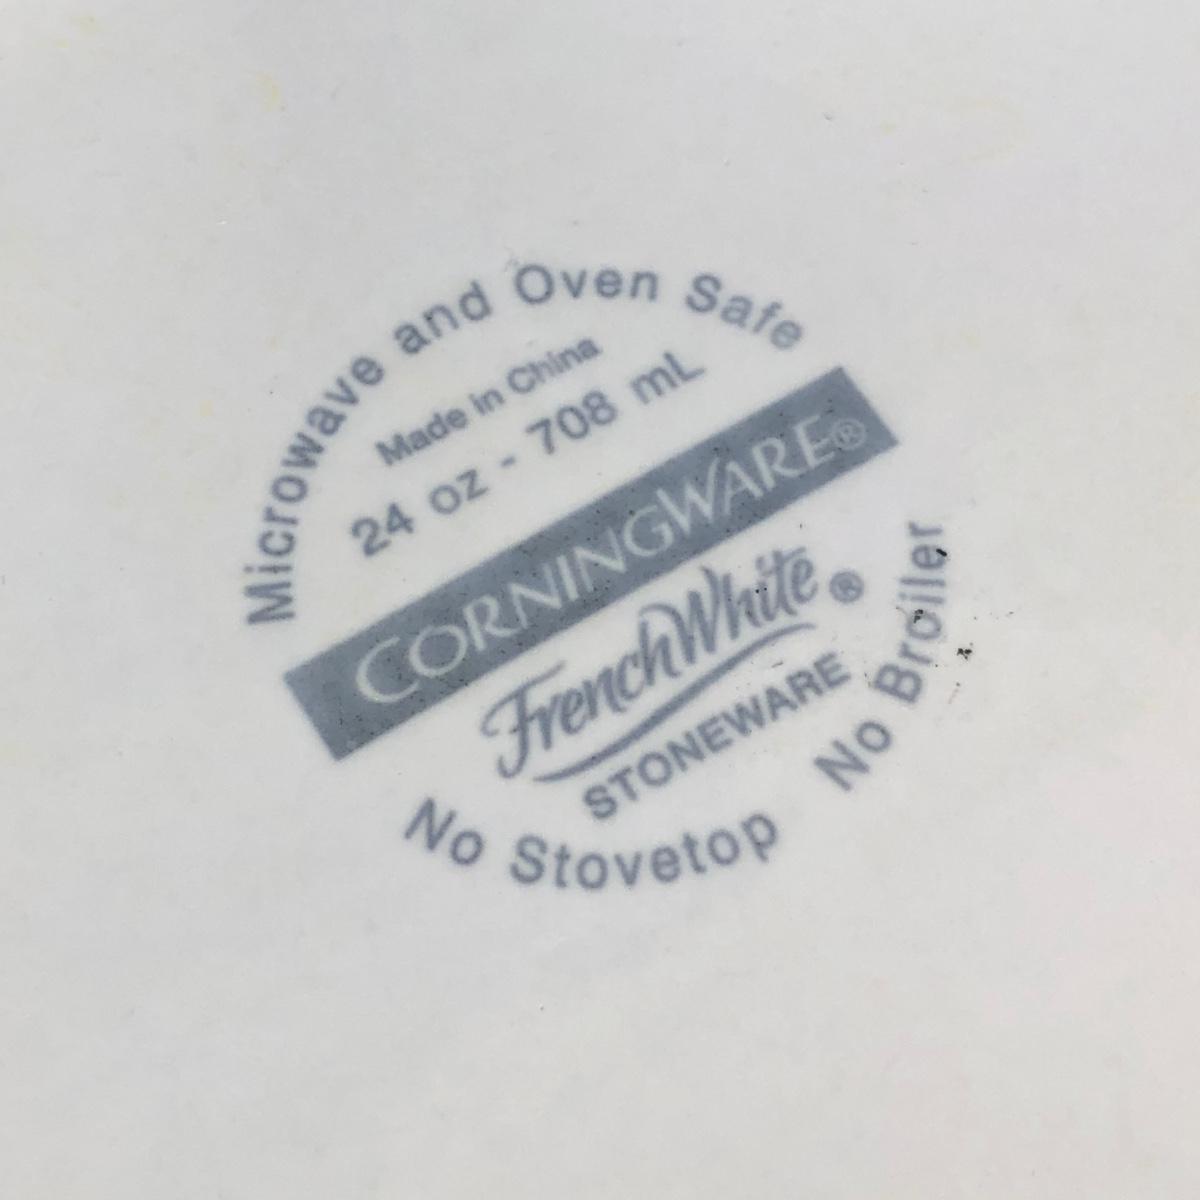 Microwave and Oven Safe
Made in China
24 oz - 708 mL
CORNINGWARE®
FrenchWhite®
STONEWARE
No Stovetop No Broiler